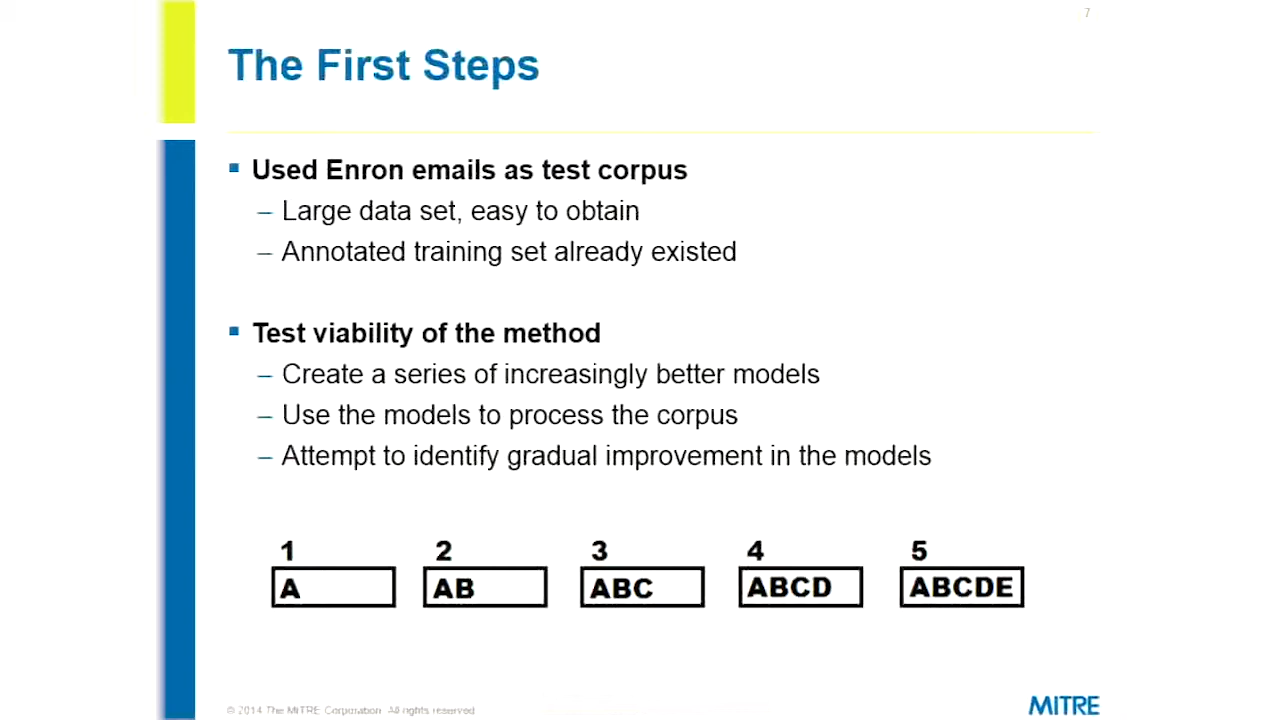 7
The First Steps
▪ Used Enron emails as test corpus
– Large data set, easy to obtain
– Annotated training set already existed
▪ Test viability of the method
– Create a series of increasingly better models
– Use the models to process the corpus
– Attempt to identify gradual improvement in the models
1 2 3 4 5
A AB ABC ABCD ABCDE
© 2014 The MITRE Corporation. All rights reserved
MITRE